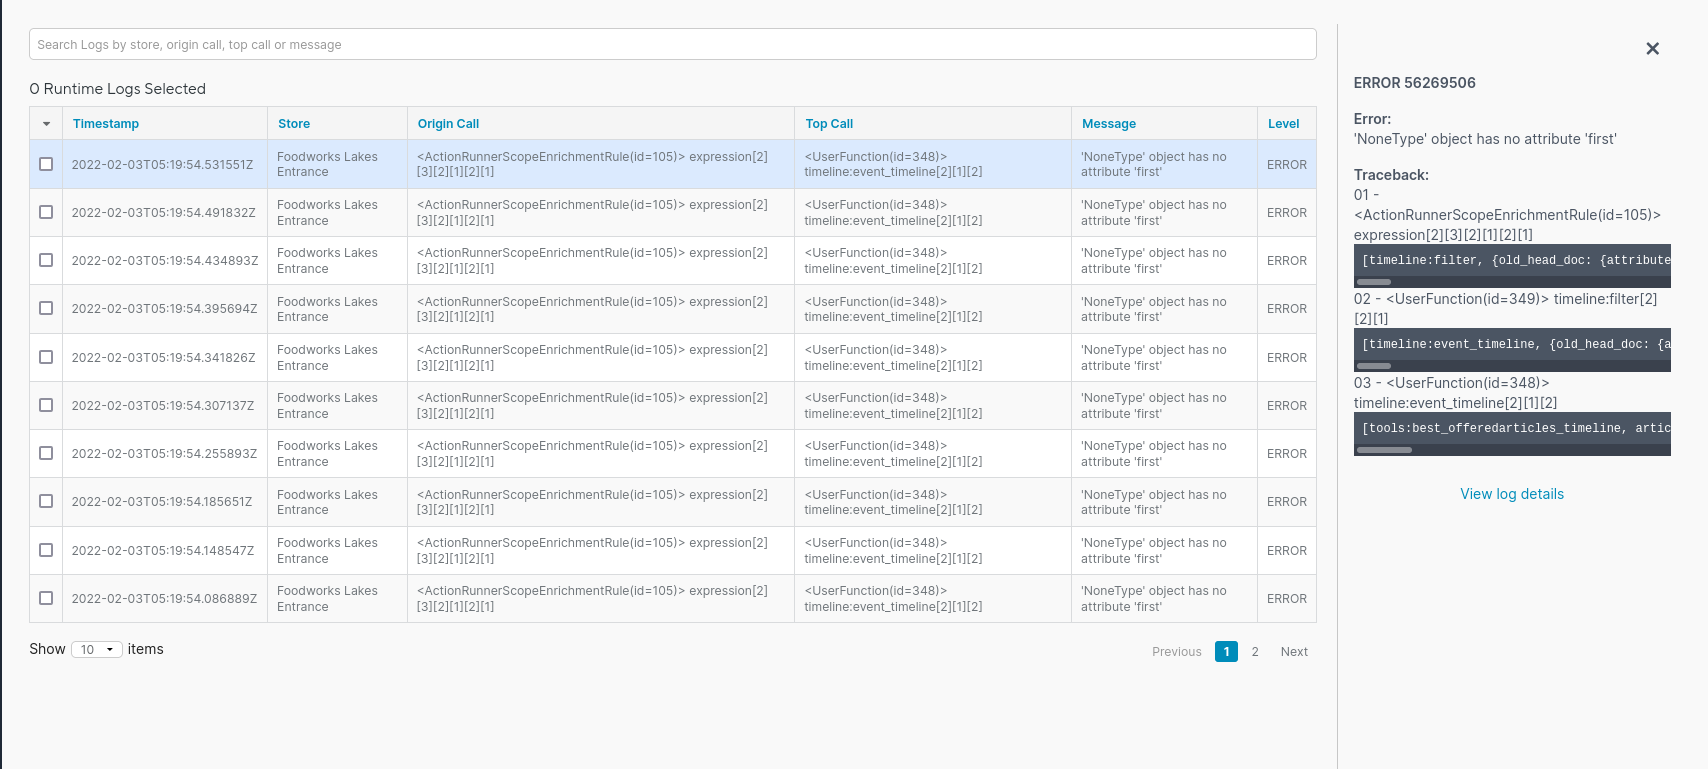 Search Logs by store, origin call, top call or message
0 Runtime Logs Selected
Timestamp Store Origin Call Top Call Message Level
2022-02-03T05:19:54.531551Z Foodworks Lakes Entrance <ActionRunnerScopeEnrichmentRule(id=105)> expression[2][3][2][1][2][1] <UserFunction(id=348)> timeline:event_timeline[2][1][2] 'NoneType' object has no attribute 'first' ERROR
2022-02-03T05:19:54.491832Z Foodworks Lakes Entrance <ActionRunnerScopeEnrichmentRule(id=105)> expression[2][3][2][1][2][1] <UserFunction(id=348)> timeline:event_timeline[2][1][2] 'NoneType' object has no attribute 'first' ERROR
2022-02-03T05:19:54.434893Z Foodworks Lakes Entrance <ActionRunnerScopeEnrichmentRule(id=105)> expression[2][3][2][1][2][1] <UserFunction(id=348)> timeline:event_timeline[2][1][2] 'NoneType' object has no attribute 'first' ERROR
2022-02-03T05:19:54.395694Z Foodworks Lakes Entrance <ActionRunnerScopeEnrichmentRule(id=105)> expression[2][3][2][1][2][1] <UserFunction(id=348)> timeline:event_timeline[2][1][2] 'NoneType' object has no attribute 'first' ERROR
2022-02-03T05:19:54.341826Z Foodworks Lakes Entrance <ActionRunnerScopeEnrichmentRule(id=105)> expression[2][3][2][1][2][1] <UserFunction(id=348)> timeline:event_timeline[2][1][2] 'NoneType' object has no attribute 'first' ERROR
2022-02-03T05:19:54.307137Z Foodworks Lakes Entrance <ActionRunnerScopeEnrichmentRule(id=105)> expression[2][3][2][1][2][1] <UserFunction(id=348)> timeline:event_timeline[2][1][2] 'NoneType' object has no attribute 'first' ERROR
2022-02-03T05:19:54.255893Z Foodworks Lakes Entrance <ActionRunnerScopeEnrichmentRule(id=105)> expression[2][3][2][1][2][1] <UserFunction(id=348)> timeline:event_timeline[2][1][2] 'NoneType' object has no attribute 'first' ERROR
2022-02-03T05:19:54.185651Z Foodworks Lakes Entrance <ActionRunnerScopeEnrichmentRule(id=105)> expression[2][3][2][1][2][1] <UserFunction(id=348)> timeline:event_timeline[2][1][2] 'NoneType' object has no attribute 'first' ERROR
2022-02-03T05:19:54.148547Z Foodworks Lakes Entrance <ActionRunnerScopeEnrichmentRule(id=105)> expression[2][3][2][1][2][1] <UserFunction(id=348)> timeline:event_timeline[2][1][2] 'NoneType' object has no attribute 'first' ERROR
2022-02-03T05:19:54.086889Z Foodworks Lakes Entrance <ActionRunnerScopeEnrichmentRule(id=105)> expression[2][3][2][1][2][1] <UserFunction(id=348)> timeline:event_timeline[2][1][2] 'NoneType' object has no attribute 'first' ERROR
Show 10 items
Previous 1 2 Next
ERROR 56269506
Error:
'NoneType' object has no attribute 'first'
Traceback:
01 -
<ActionRunnerScopeEnrichmentRule(id=105)>
expression[2][3][2][1][2][1]
[timeline:filter, {old_head_doc: {attribute
02 - <UserFunction(id=349)> timeline:filter[2]
[2][1]
[timeline:event_timeline, {old_head_doc: {a
03 - <UserFunction(id=348)>
timeline:event_timeline[2][1][2]
[tools:best_offeredarticles_timeline, artic
View log details